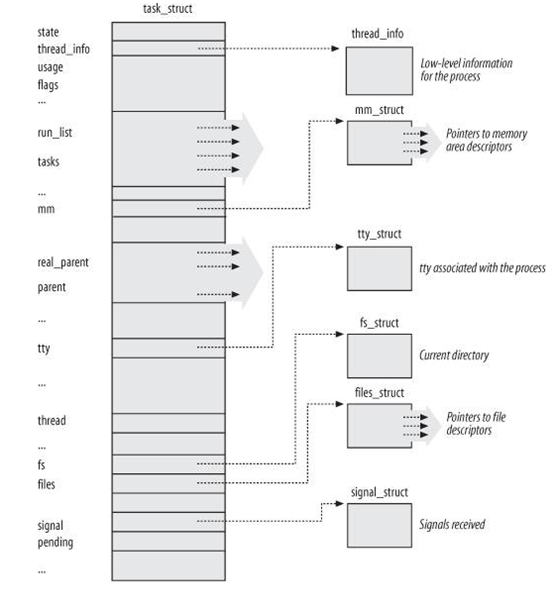 task_struct
state
thread_info
usage
flags
...
run_list
tasks
...
mm
real_parent
parent
...
tty
...
thread
...
fs
files
signal
pending
...
thread_info
Low-level information
for the process
mm_struct
Pointers to memory
area descriptors
tty_struct
tty associated with the process
fs_struct
Current directory
files_struct
Pointers to file
descriptors
signal_struct
Signals received